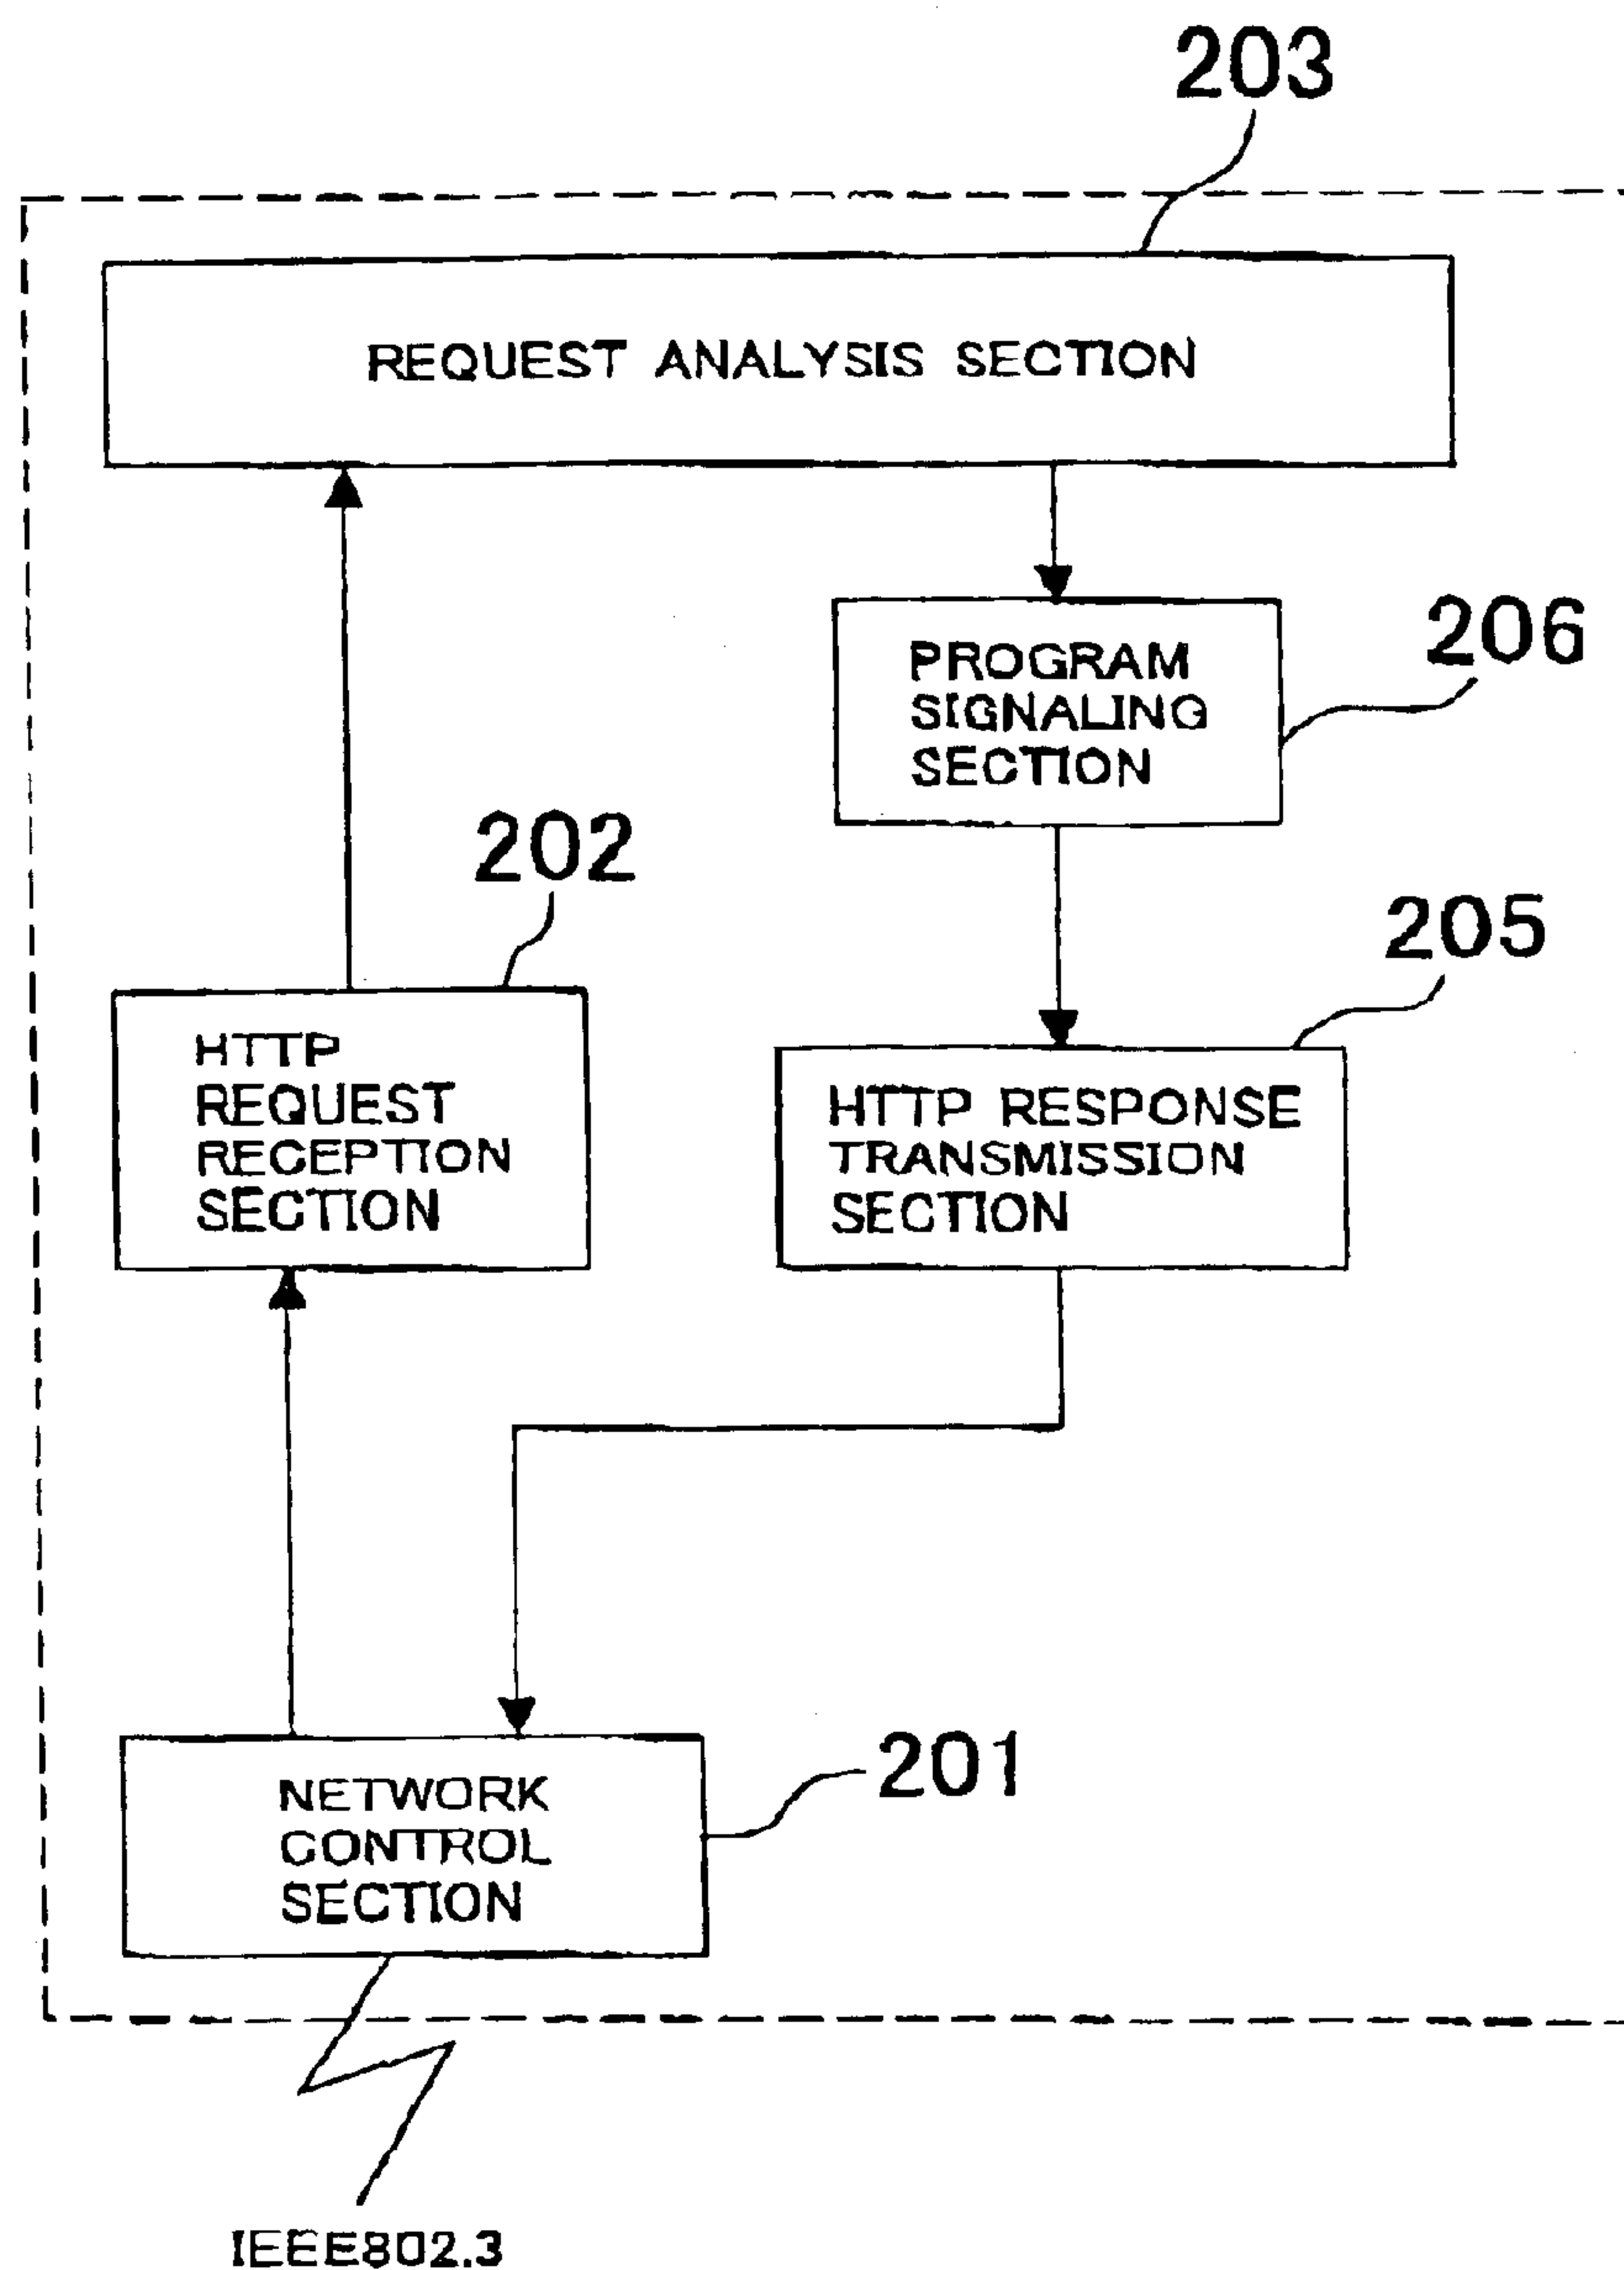 203
REQUEST ANALYSIS SECTION
PROGRAM
SIGNALING
SECTION
206
202
205
HTTP
REQUEST
RECEPTION
SECTION
HTTP RESPONSE
TRANSMISSION
SECTION
NETWORK
CONTROL
SECTION
201
IEEE802.3